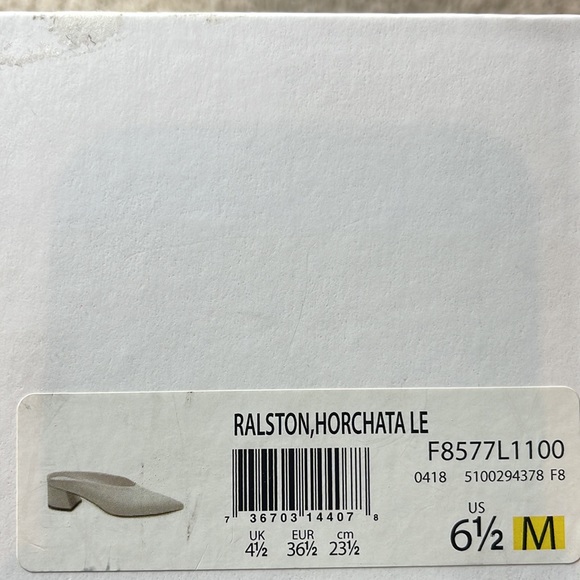 RALSTON,HORCHATA LE
F8577L1100
0418 5100294378 F8
7 36703 14407 8
UK EUR cm
4½ 36½ 23½
US
6½ M